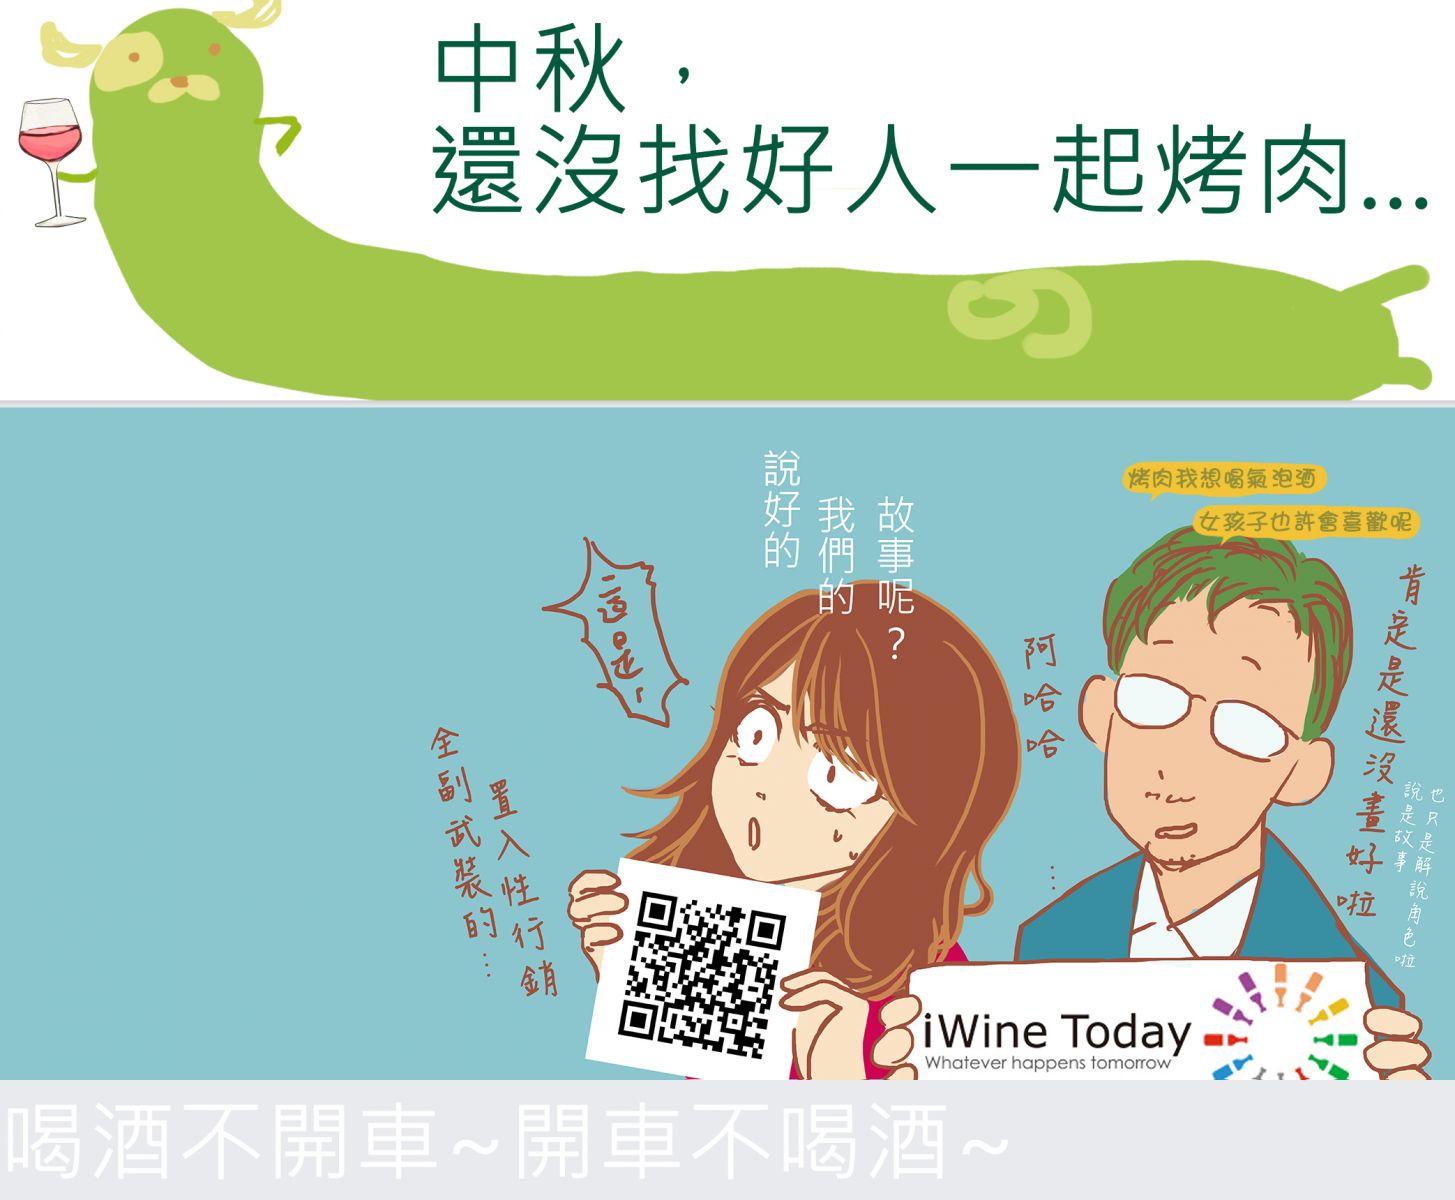 中秋，
還沒找好人一起烤肉...
烤肉我想喝氣泡酒
女孩子也許會喜歡呢
故事呢？
我們的
說好的
這是~
阿哈哈
...
肯定是還沒畫好啦
也只是解說角色啦
說是故事
置入性行銷
全副武裝的...
iWine Today
Whatever happens tomorrow
喝酒不開車~開車不喝酒~